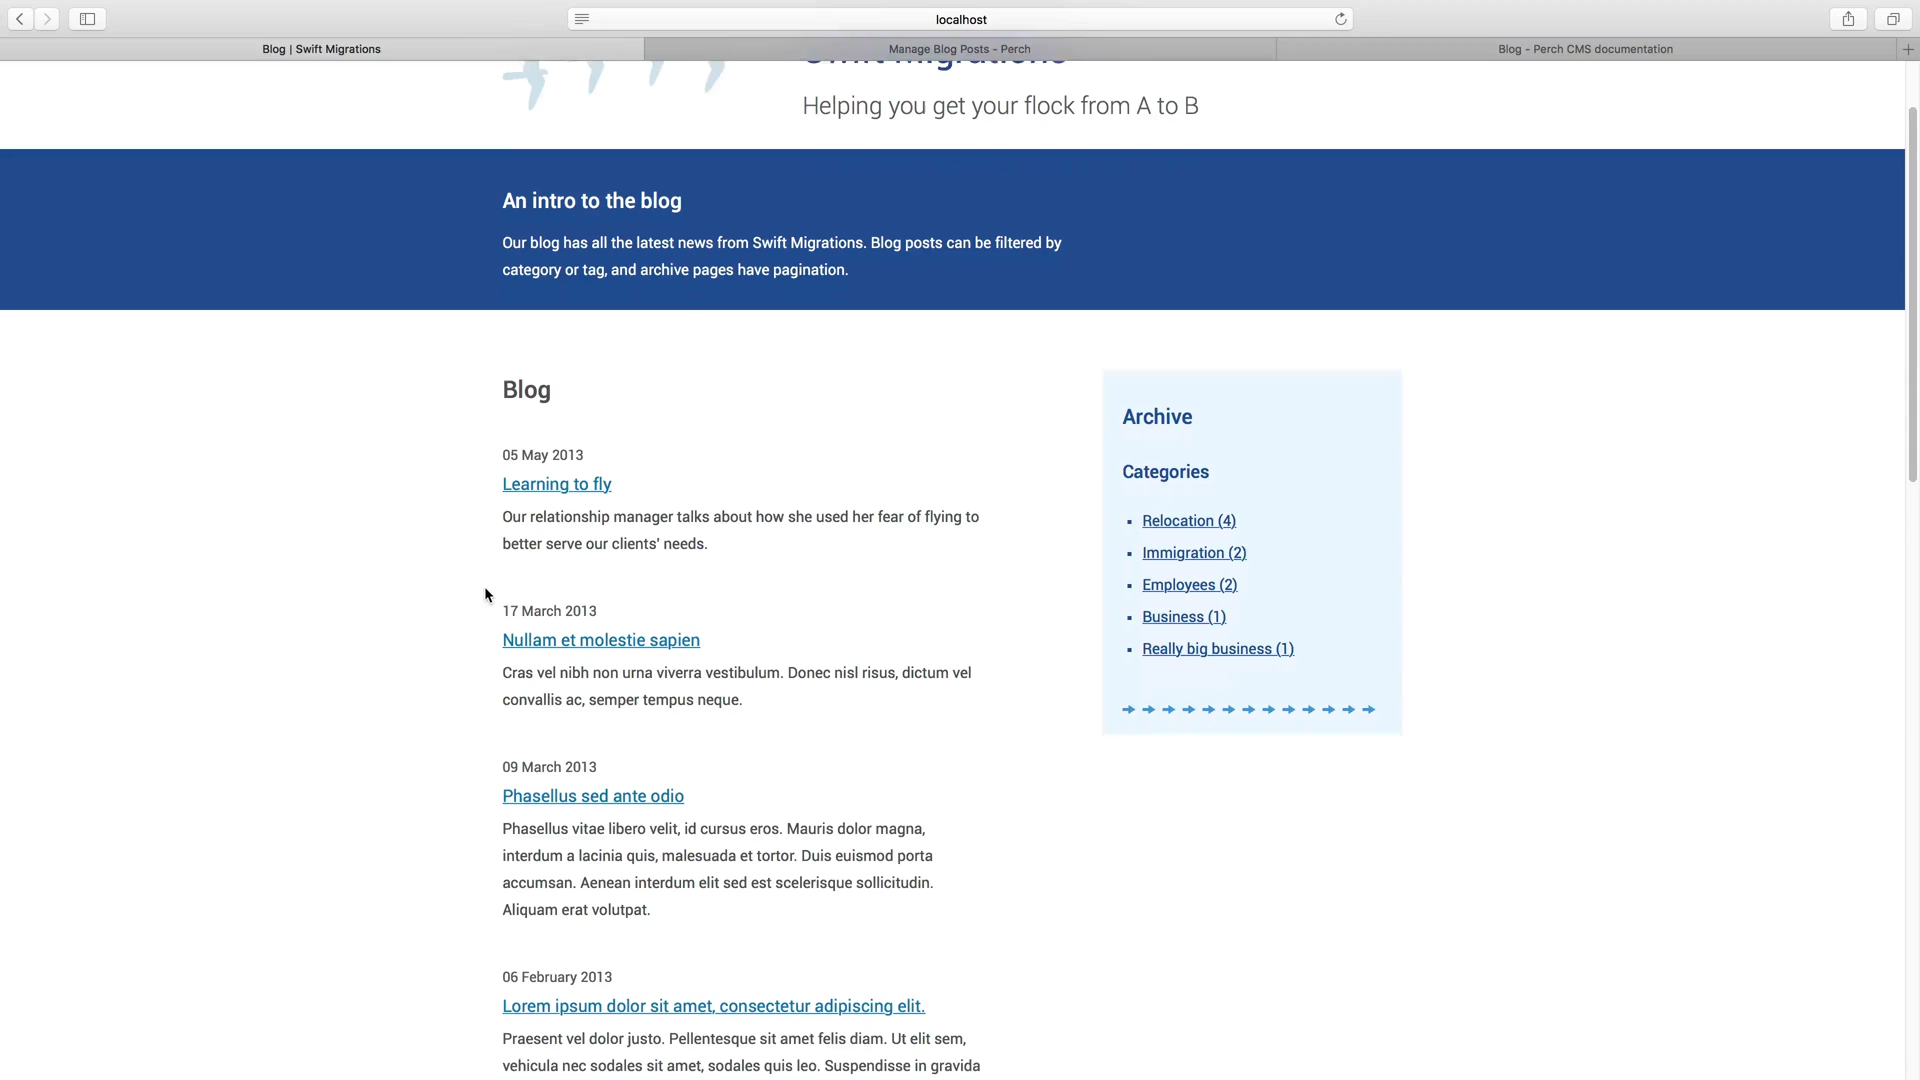 localhost
Blog | Swift Migrations
Manage Blog Posts - Perch
Blog - Perch CMS documentation
Swift Migrations
Helping you get your flock from A to B
An intro to the blog
Our blog has all the latest news from Swift Migrations. Blog posts can be filtered by
category or tag, and archive pages have pagination.
Blog
05 May 2013
Learning to fly
Our relationship manager talks about how she used her fear of flying to
better serve our clients' needs.
17 March 2013
Nullam et molestie sapien
Cras vel nibh non urna viverra vestibulum. Donec nisl risus, dictum vel
convallis ac, semper tempus neque.
09 March 2013
Phasellus sed ante odio
Phasellus vitae libero velit, id cursus eros. Mauris dolor magna,
interdum a lacinia quis, malesuada et tortor. Duis euismod porta
accumsan. Aenean interdum elit sed est scelerisque sollicitudin.
Aliquam erat volutpat.
06 February 2013
Lorem ipsum dolor sit amet, consectetur adipiscing elit.
Praesent vel dolor justo. Pellentesque sit amet felis diam. Ut elit sem,
vehicula nec sodales sit amet, sodales quis leo. Suspendisse in gravida
Archive
Categories
Relocation (4)
Immigration (2)
Employees (2)
Business (1)
Really big business (1)